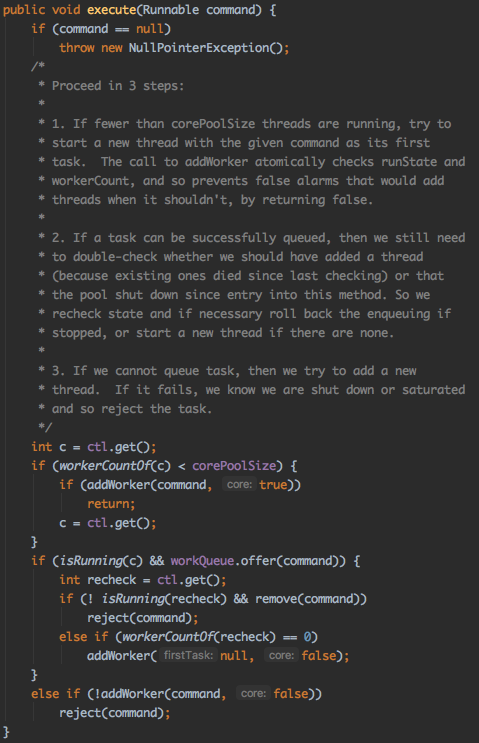 public void execute(Runnable command) {
    if (command == null)
        throw new NullPointerException();
    /*
     * Proceed in 3 steps:
     *
     * 1. If fewer than corePoolSize threads are running, try to
     * start a new thread with the given command as its first
     * task.  The call to addWorker atomically checks runState and
     * workerCount, and so prevents false alarms that would add
     * threads when it shouldn't, by returning false.
     *
     * 2. If a task can be successfully queued, then we still need
     * to double-check whether we should have added a thread
     * (because existing ones died since last checking) or that
     * the pool shut down since entry into this method. So we
     * recheck state and if necessary roll back the enqueuing if
     * stopped, or start a new thread if there are none.
     *
     * 3. If we cannot queue task, then we try to add a new
     * thread.  If it fails, we know we are shut down or saturated
     * and so reject the task.
     */
    int c = ctl.get();
    if (workerCountOf(c) < corePoolSize) {
        if (addWorker(command, core: true))
            return;
        c = ctl.get();
    }
    if (isRunning(c) && workQueue.offer(command)) {
        int recheck = ctl.get();
        if (! isRunning(recheck) && remove(command))
            reject(command);
        else if (workerCountOf(recheck) == 0)
            addWorker( firstTask: null, core: false);
    }
    else if (!addWorker(command, core: false))
        reject(command);
}